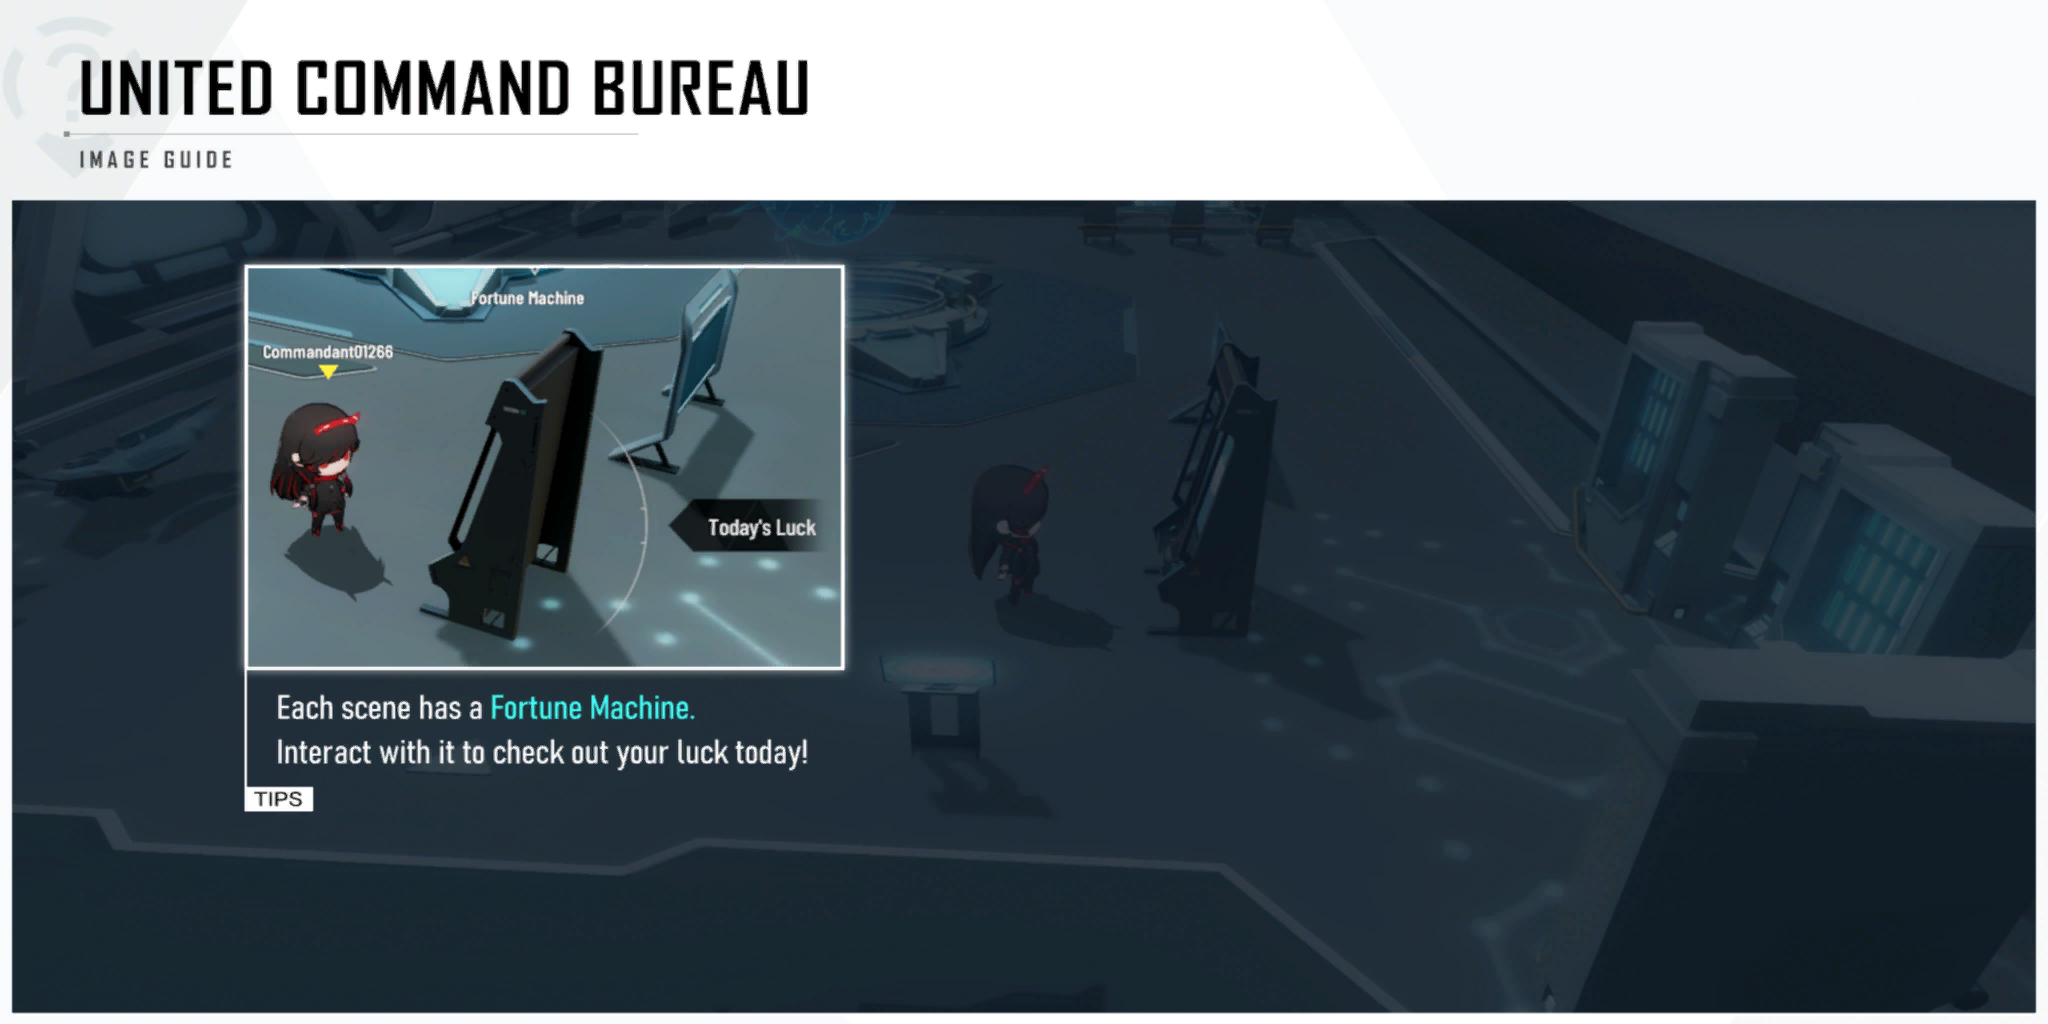 UNITED COMMAND BUREAU
IMAGE GUIDE
Fortune Machine
Commandant01266
Today's Luck
Each scene has a Fortune Machine.
Interact with it to check out your luck today!
TIPS